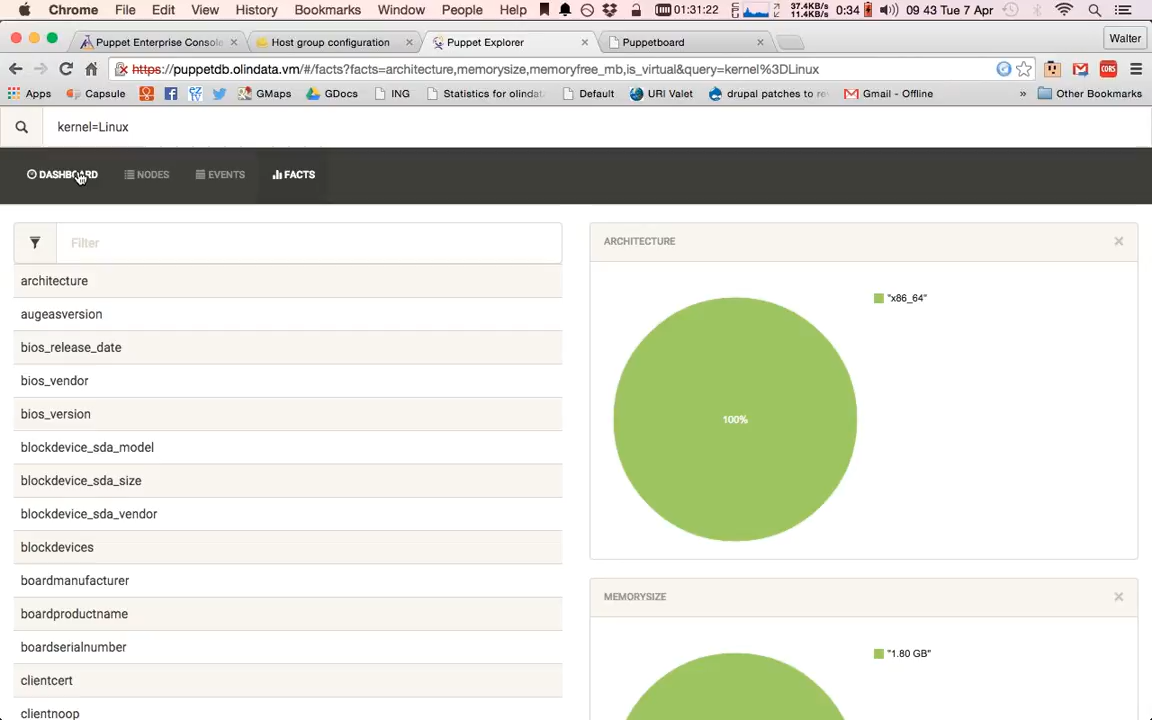 Chrome File Edit View History Bookmarks Window People Help 01:31:22 37.4KB/s 11.4KB/s 0:34 09 43 Tue 7 Apr
Puppet Enterprise Console
Host group configuration
Puppet Explorer
Puppetboard
Walter
https://puppetdb.olindata.vm/#/facts?facts=architecture,memorysize,memoryfree_mb,is_virtual&query=kernel%3DLinux
CORS
Apps Capsule GMaps GDocs ING Statistics for olindata Default URI Valet drupal patches to re Gmail - Offline » Other Bookmarks
kernel=Linux
DASHBOARD NODES EVENTS FACTS
Filter
architecture
augeasversion
bios_release_date
bios_vendor
bios_version
blockdevice_sda_model
blockdevice_sda_size
blockdevice_sda_vendor
blockdevices
boardmanufacturer
boardproductname
boardserialnumber
clientcert
clientnoop
ARCHITECTURE
"x86_64"
100%
MEMORYSIZE
"1.80 GB"